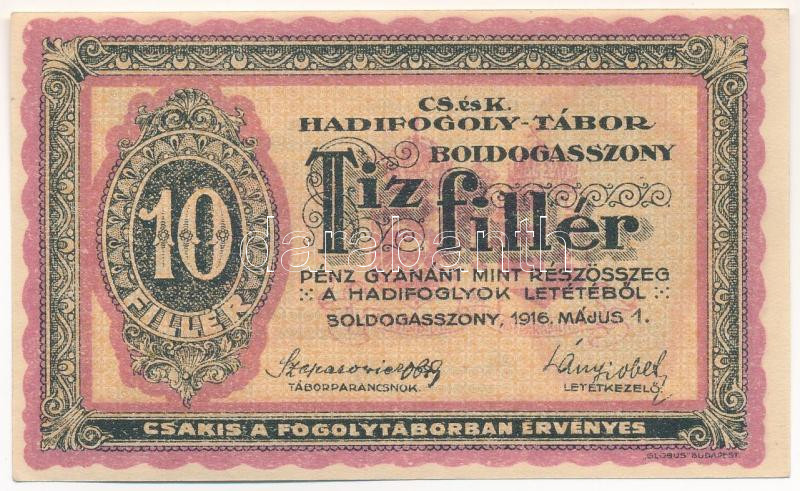 CS. és K.
HADIFOGOLY-TÁBOR
BOLDOGASSZONY
Tiz fillér
10
FILLÉR
PÉNZ GYANÁNT MINT RÉSZÖSSZEG
A HADIFOGLYOK LETÉTÉBŐL
BOLDOGASSZONY, 1916. MÁJUS 1.
TÁBORPARANCSNOK.
LETÉTKEZELŐ
CSAKIS A FOGOLYTÁBORBAN ÉRVÉNYES
"GLOBUS" BUDAPEST.
darabanth